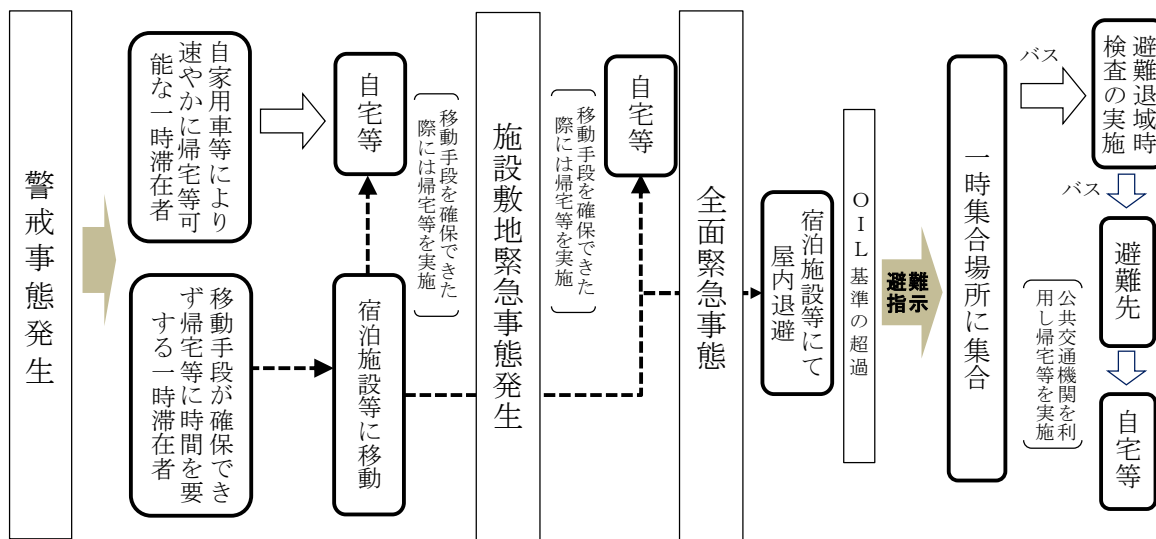 警戒事態発生
自家用車等により
速やかに帰宅等可
能な一時滞在者
移動手段が確保でき
ず帰宅等に時間を要
する一時滞在者
自宅等
移動手段を確保できた
際には帰宅等を実施
宿泊施設等に移動
施設敷地緊急事態発生
移動手段を確保できた
際には帰宅等を実施
自宅等
全面緊急事態
宿泊施設等にて
屋内退避
ОIL基準の超過
避難
指示
一時集合場所に集合
バス
避難退域時
検査の実施
バス
避難先
公共交通機関を利
用し帰宅等を実施
自宅等